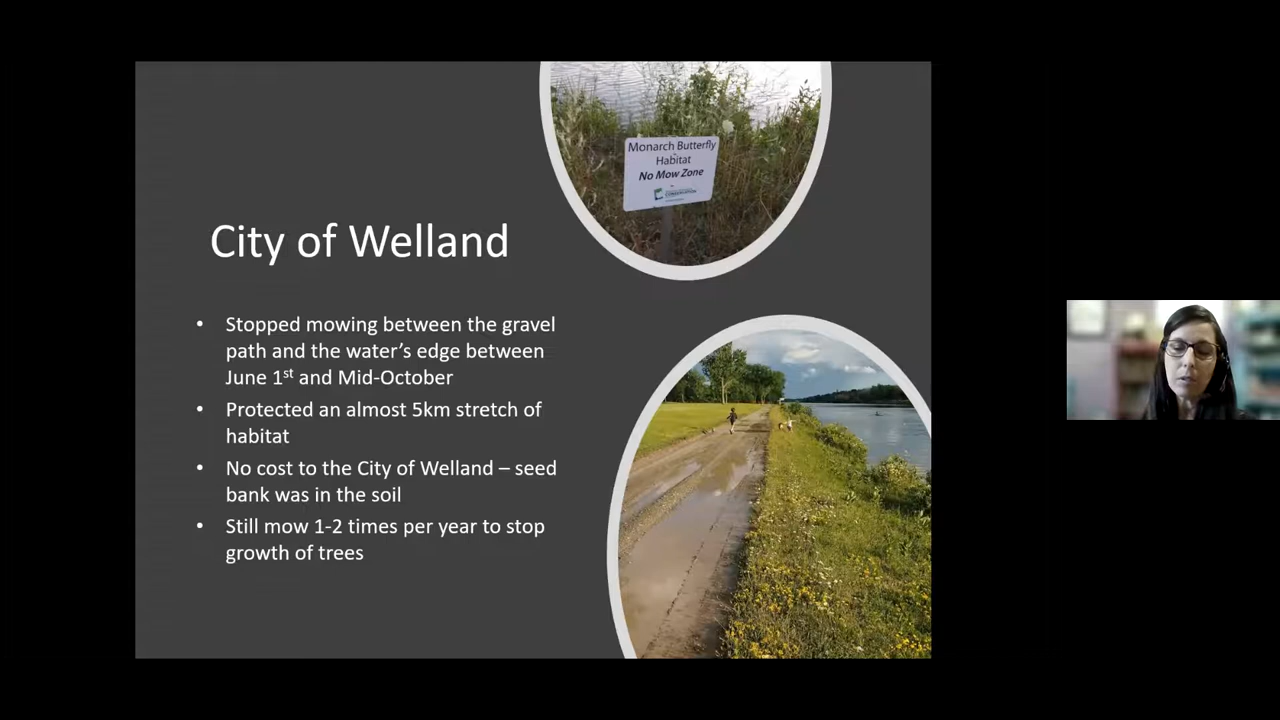 Monarch Butterfly
Habitat
No Mow Zone
CONSERVATION
City of Welland
• Stopped mowing between the gravel
path and the water's edge between
June 1st and Mid-October
• Protected an almost 5km stretch of
habitat
• No cost to the City of Welland – seed
bank was in the soil
• Still mow 1-2 times per year to stop
growth of trees